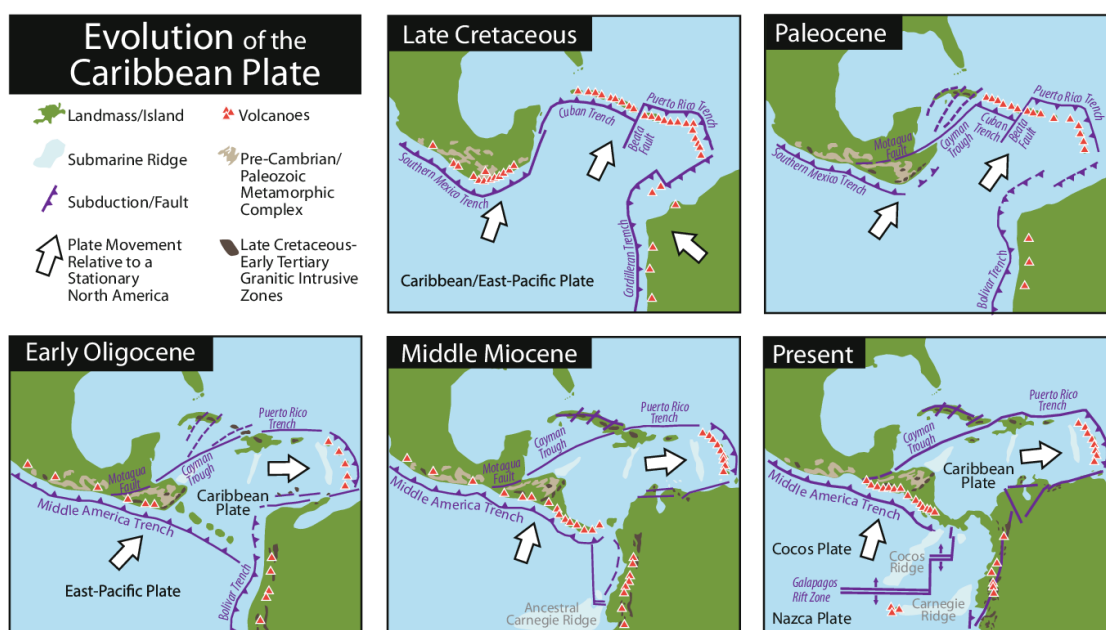 Evolution of the
Caribbean Plate
Landmass/Island
Volcanoes
Submarine Ridge
Pre-Cambrian/
Paleozoic
Metamorphic
Complex
Subduction/Fault
Plate Movement
Relative to a
Stationary
North America
Late Cretaceous-
Early Tertiary
Granitic Intrusive
Zones
Late Cretaceous
Cuban Trench
Puerto Rico Trench
Beata
Fault
Southern Mexico Trench
Cordilleran Tremch
Caribbean/East-Pacific Plate
Paleocene
Puerto Rico Trench
Motagua
Fault
Cayman
Trough
Cuban
Trench
Beata
Fault
Southern Mexico Trench
Bolivar Trench
Early Oligocene
Puerto Rico
Trench
Motagua
Fault
Cayman
Trough
Caribbean
Plate
Middle America Trench
East-Pacific Plate
Bolivar Trench
Middle Miocene
Puerto Rico
Trench
Cayman
Trough
Motagua
Fault
Middle America Trench
Ancestral
Carnegie Ridge
Present
Puerto Rico
Trench
Cayman
Trough
Caribbean
Plate
Middle America Trench
Cocos Plate
Cocos
Ridge
Galapagos
Rift Zone
Carnegie
Ridge
Nazca Plate